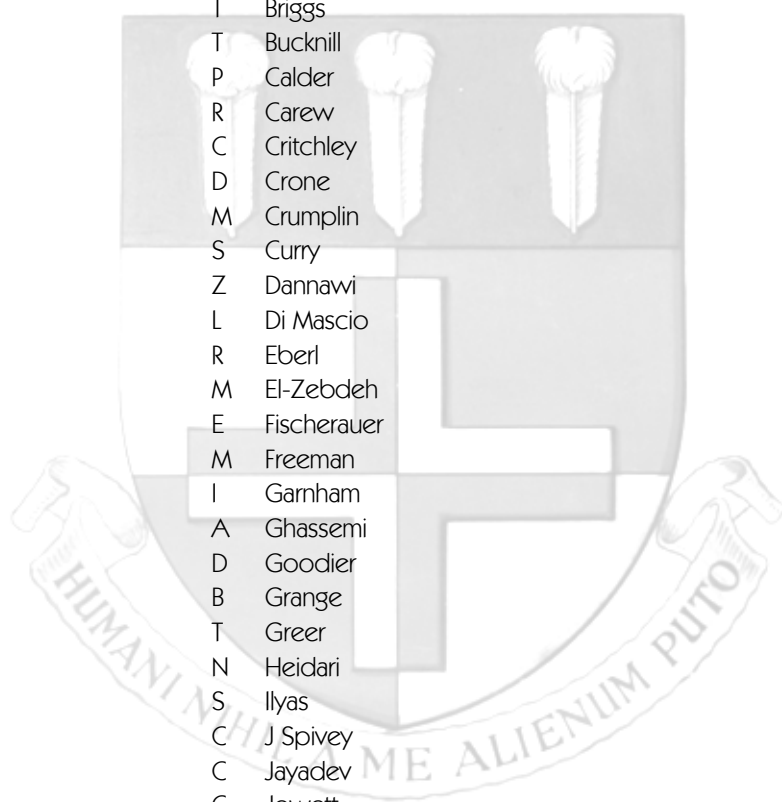 T Briggs
T Bucknill
P Calder
R Carew
C Critchley
D Crone
M Crumplin
S Curry
Z Dannawi
L Di Mascio
R Eberl
M El-Zebdeh
E Fischerauer
M Freeman
I Garnham
A Ghassemi
D Goodier
B Grange
T Greer
N Heidari
S Ilyas
C J Spivey
C Jayadev
HUMANI NIHIL A ME ALIENUM PUTO